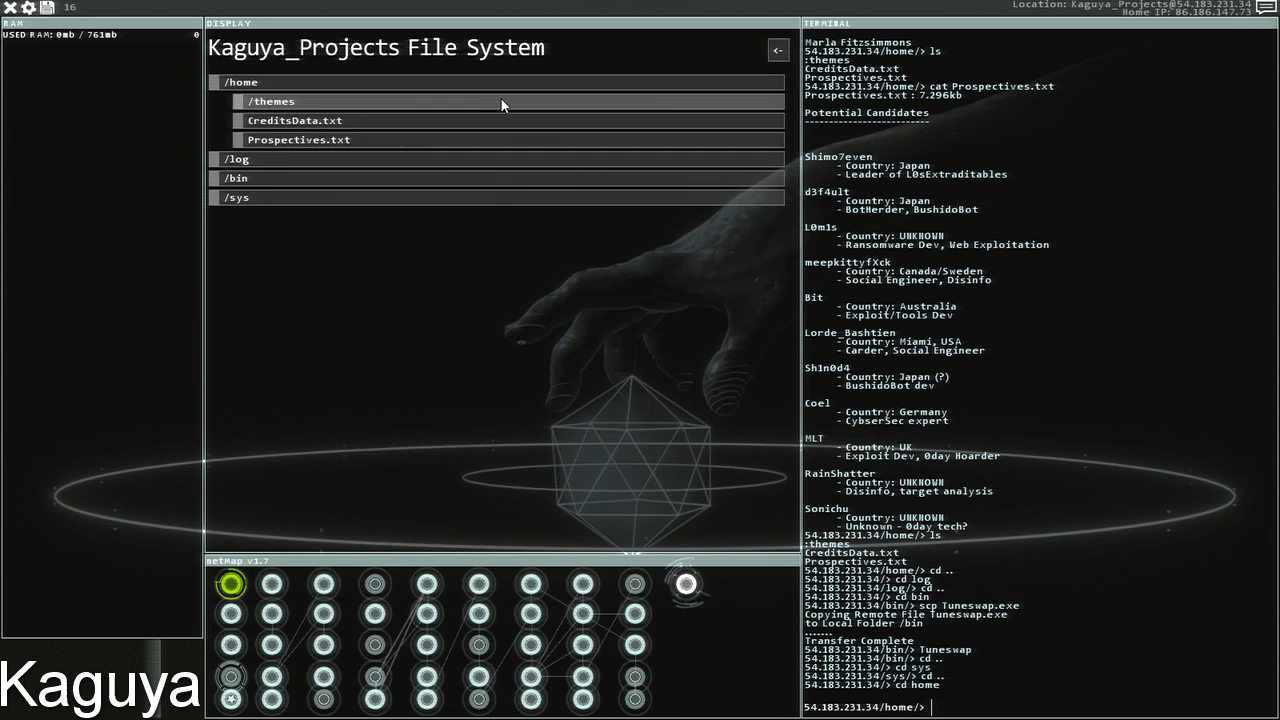 16
Location: Kaguya_Projects@54.183.231.34
Home IP: 86.186.147.73
RAM
USED RAM: 0mb / 761mb 0
DISPLAY
Kaguya_Projects File System
<-
/home
/themes
CreditsData.txt
Prospectives.txt
/log
/bin
/sys
netMap v1.7
Kaguya
TERMINAL
Marla Fitzsimmons
54.183.231.34/home/> ls
:themes
CreditsData.txt
Prospectives.txt
54.183.231.34/home/> cat Prospectives.txt
Prospectives.txt : 7.296kb
Potential Candidates
--------------------------
Shimo7even
- Country: Japan
- Leader of L0sExtraditables
d3f4ult
- Country: Japan
- BotHerder, BushidoBot
L0m1s
- Country: UNKNOWN
- Ransomware Dev, Web Exploitation
meepkittyfXck
- Country: Canada/Sweden
- Social Engineer, Disinfo
Bit
- Country: Australia
- Exploit/Tools Dev
Lorde_Bashtien
- Country: Miami, USA
- Carder, Social Engineer
Sh1n0d4
- Country: Japan (?)
- BushidoBot dev
Coel
- Country: Germany
- CybserSec expert
MLT
- Country: UK
- Exploit Dev, 0day Hoarder
RainShatter
- Country: UNKNOWN
- Disinfo, target analysis
Sonichu
- Country: UNKNOWN
- Unknown - 0day tech?
54.183.231.34/home/> ls
:themes
CreditsData.txt
Prospectives.txt
54.183.231.34/home/> cd ..
54.183.231.34/> cd log
54.183.231.34/log/> cd ..
54.183.231.34/> cd bin
54.183.231.34/bin/> scp Tuneswap.exe
Copying Remote File Tuneswap.exe
to Local Folder /bin
.......
Transfer Complete
54.183.231.34/bin/> Tuneswap
54.183.231.34/bin/> cd ..
54.183.231.34/> cd sys
54.183.231.34/sys/> cd ..
54.183.231.34/> cd home
54.183.231.34/home/>